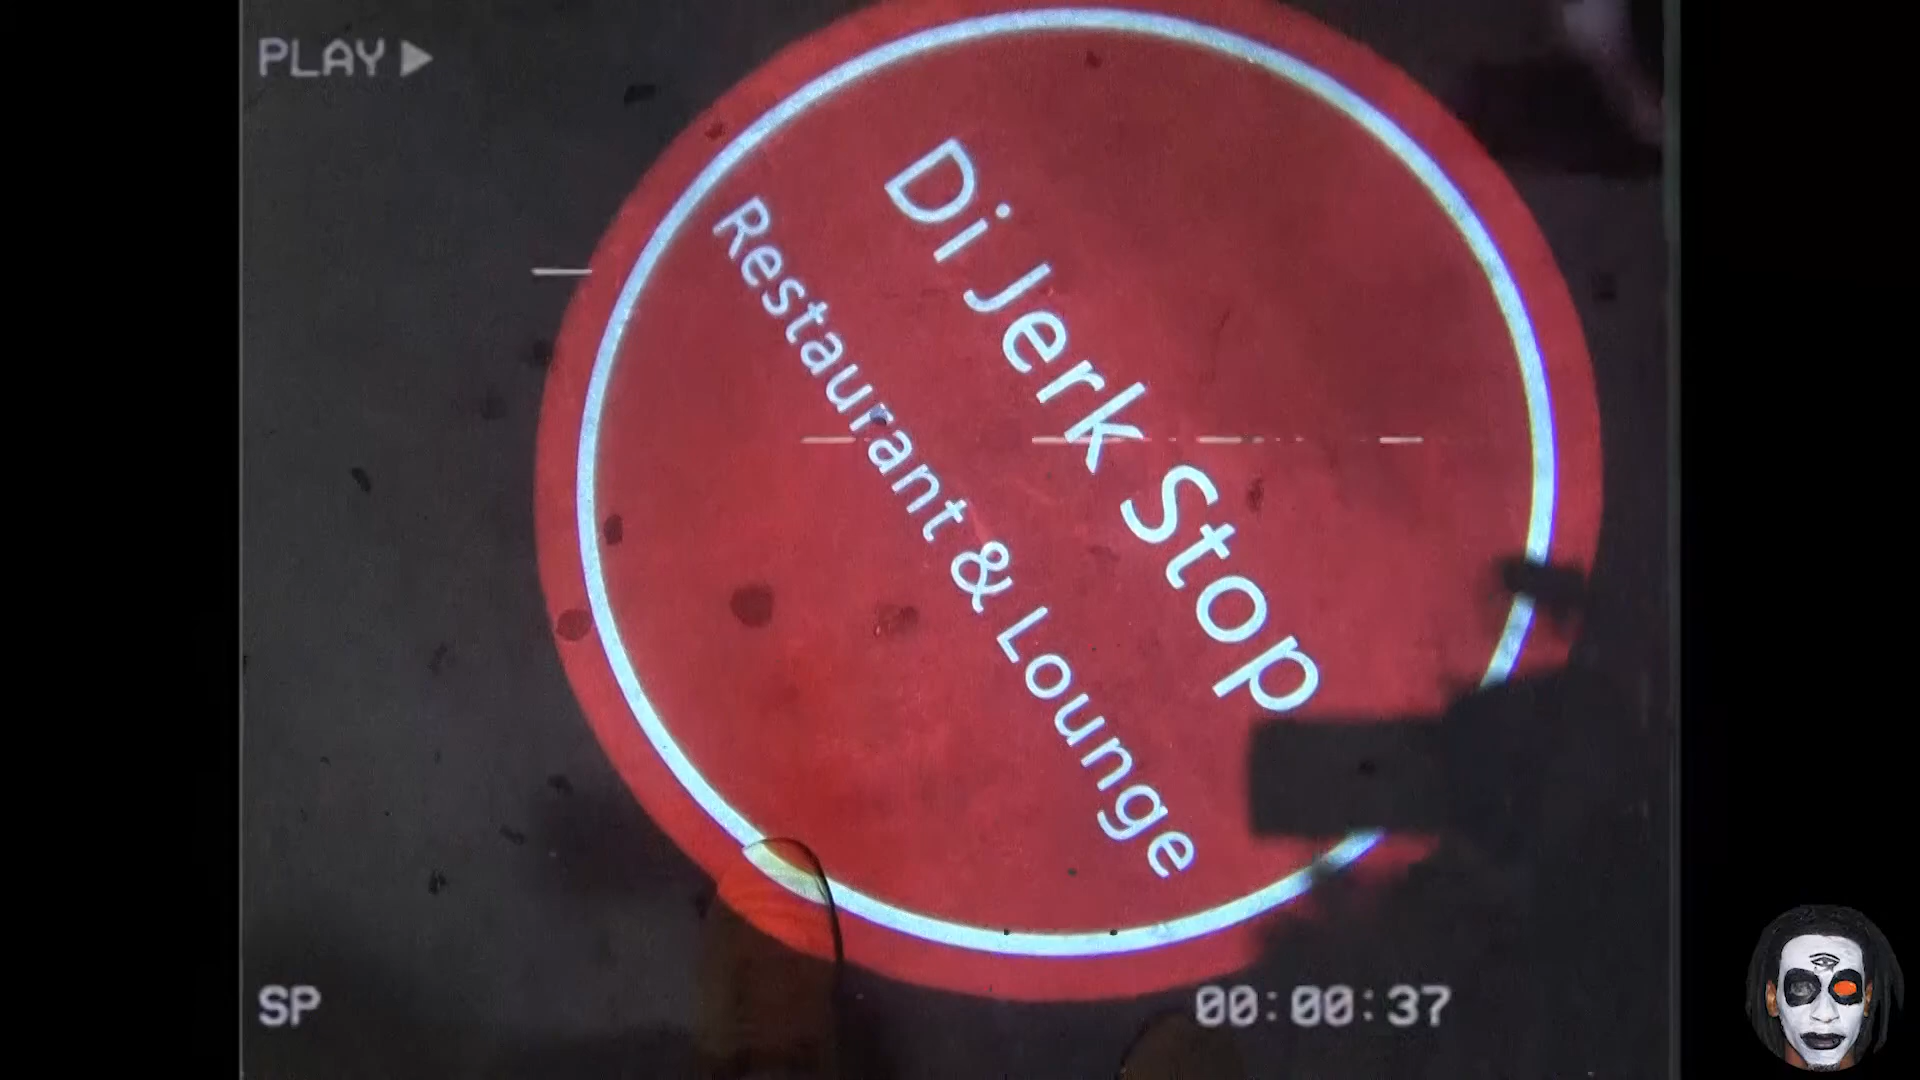 PLAY
Di Jerk Stop
Restaurant & Lounge
SP
00:00:37